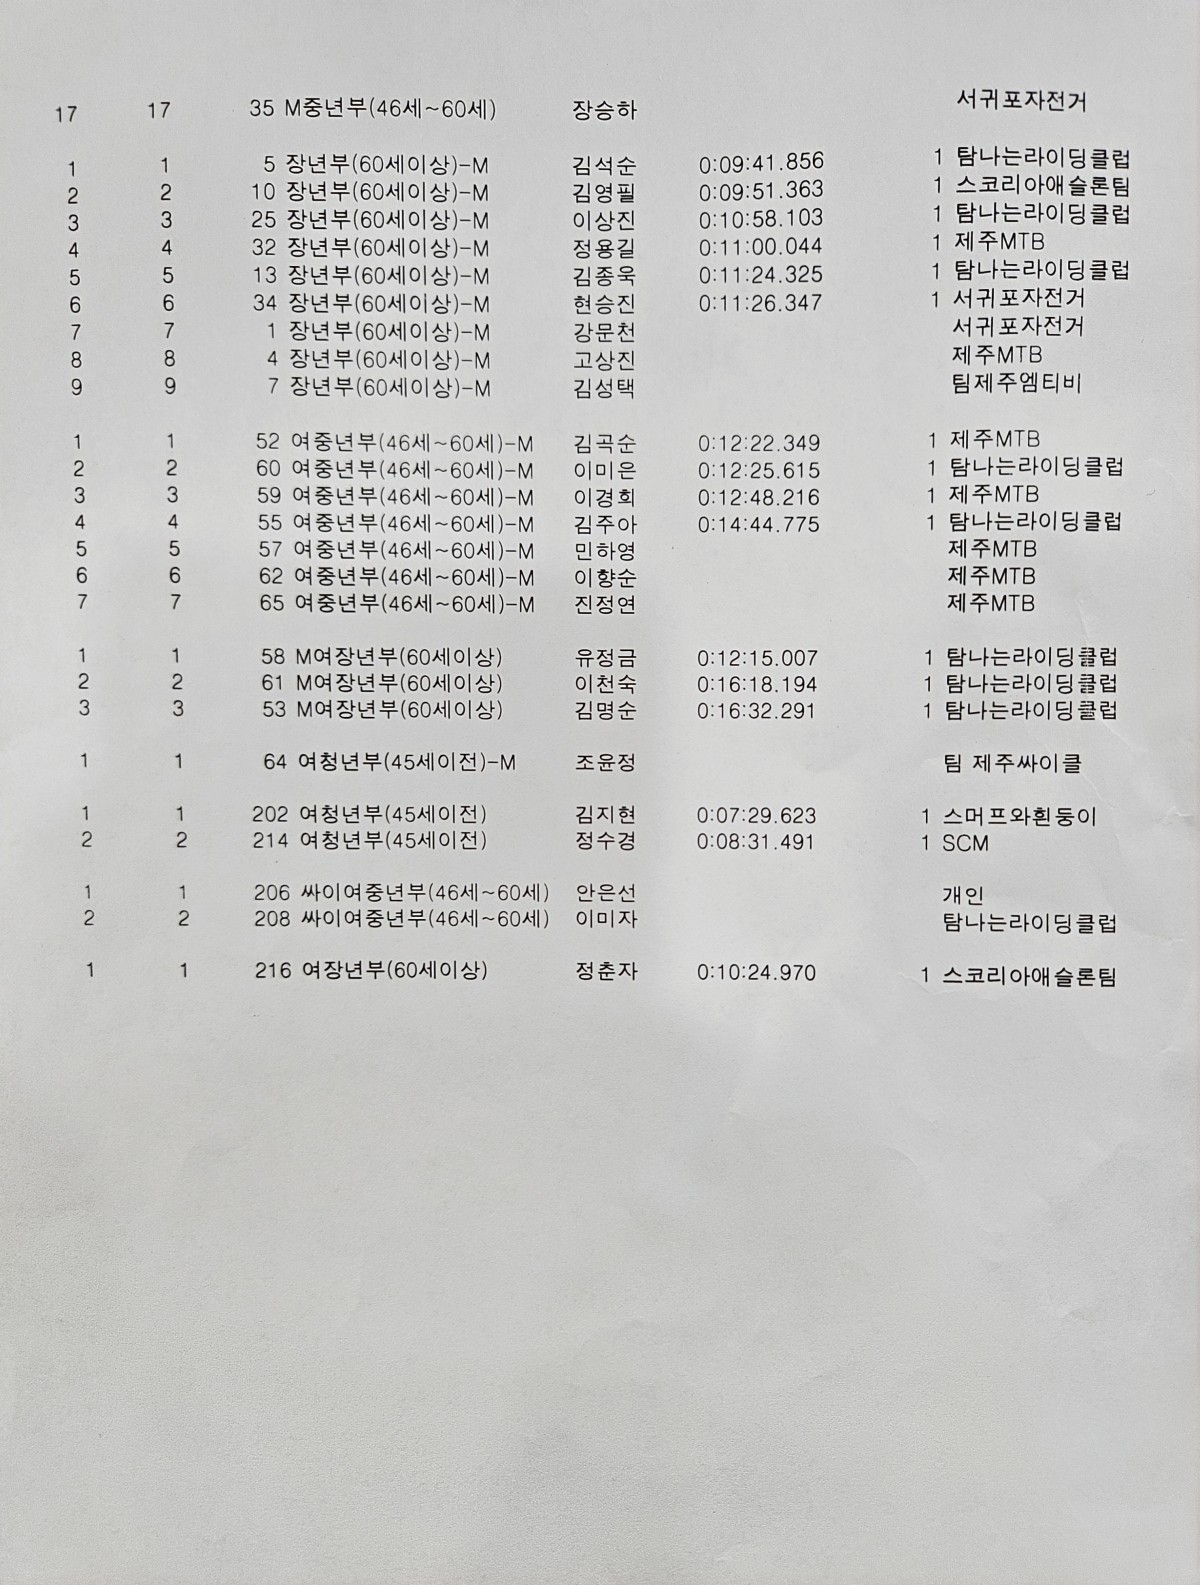 17 17 35 M중년부(46세~60세) 장승하 서귀포자전거
1 1 5 장년부(60세이상)-M 김석순 0:09:41.856 1 탐나는라이딩클럽
2 2 10 장년부(60세이상)-M 김영필 0:09:51.363 1 스코리아애슬론팀
3 3 25 장년부(60세이상)-M 이상진 0:10:58.103 1 탐나는라이딩클럽
4 4 32 장년부(60세이상)-M 정용길 0:11:00.044 1 제주MTB
5 5 13 장년부(60세이상)-M 김종욱 0:11:24.325 1 탐나는라이딩클럽
6 6 34 장년부(60세이상)-M 현승진 0:11:26.347 1 서귀포자전거
7 7 1 장년부(60세이상)-M 강문천 서귀포자전거
8 8 4 장년부(60세이상)-M 고상진 제주MTB
9 9 7 장년부(60세이상)-M 김성택 팀제주엠티비
1 1 52 여중년부(46세~60세)-M 김곡순 0:12:22.349 1 제주MTB
2 2 60 여중년부(46세~60세)-M 이미은 0:12:25.615 1 탐나는라이딩클럽
3 3 59 여중년부(46세~60세)-M 이경희 0:12:48.216 1 제주MTB
4 4 55 여중년부(46세~60세)-M 김주아 0:14:44.775 1 탐나는라이딩클럽
5 5 57 여중년부(46세~60세)-M 민하영 제주MTB
6 6 62 여중년부(46세~60세)-M 이향순 제주MTB
7 7 65 여중년부(46세~60세)-M 진정연 제주MTB
1 1 58 M여장년부(60세이상) 유정금 0:12:15.007 1 탐나는라이딩클럽
2 2 61 M여장년부(60세이상) 이천숙 0:16:18.194 1 탐나는라이딩클럽
3 3 53 M여장년부(60세이상) 김명순 0:16:32.291 1 탐나는라이딩클럽
1 1 64 여청년부(45세이전)-M 조윤정 팀 제주싸이클
1 1 202 여청년부(45세이전) 김지현 0:07:29.623 1 스머프와흰둥이
2 2 214 여청년부(45세이전) 정수경 0:08:31.491 1 SCM
1 1 206 싸이여중년부(46세~60세) 안은선 개인
2 2 208 싸이여중년부(46세~60세) 이미자 탐나는라이딩클럽
1 1 216 여장년부(60세이상) 정춘자 0:10:24.970 1 스코리아애슬론팀